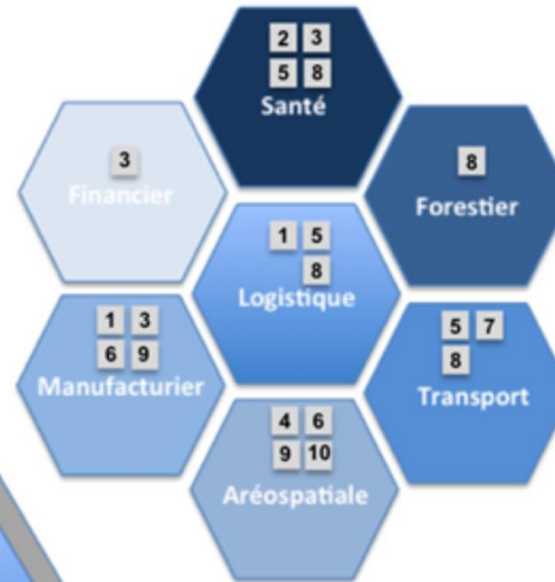 2 3
5 8
Santé
3
Financier
8
Forestier
1 5
8
Logistique
1 3
6 9
Manufacturier
5 7
8
Transport
4 6
9 10
Aréospatiale